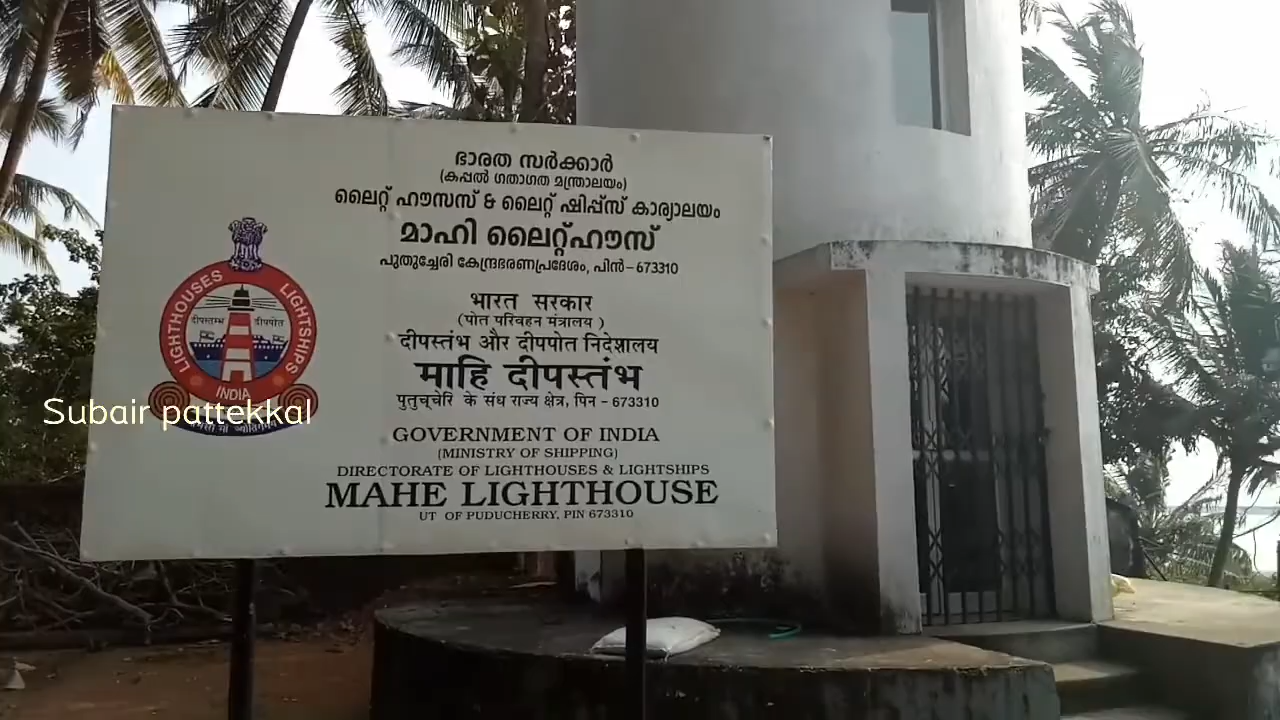 ഭാരത സർക്കാർ
(കപ്പൽ ഗതാഗത മന്ത്രാലയം)
ലൈറ്റ് ഹൗസസ് & ലൈറ്റ് ഷിപ്പ്സ് കാര്യാലയം
മാഹി ലൈറ്റ്ഹൗസ്
പുതുച്ചേരി കേന്ദ്രഭരണപ്രദേശം, പിൻ – 673310
भारत सरकार
(पोत परिवहन मंत्रालय )
दीपस्तंभ और दीपपोत निदेशालय
माहि दीपस्तंभ
पुतुच्चेरि के संध राज्य क्षेत्र, पिन – 673310
GOVERNMENT OF INDIA
(MINISTRY OF SHIPPING)
DIRECTORATE OF LIGHTHOUSES & LIGHTSHIPS
MAHE LIGHTHOUSE
UT OF PUDUCHERRY, PIN 673310
LIGHTHOUSES LIGHTSHIPS
दीपस्तम्भ दीपपोत
INDIA
Subair pattekkal